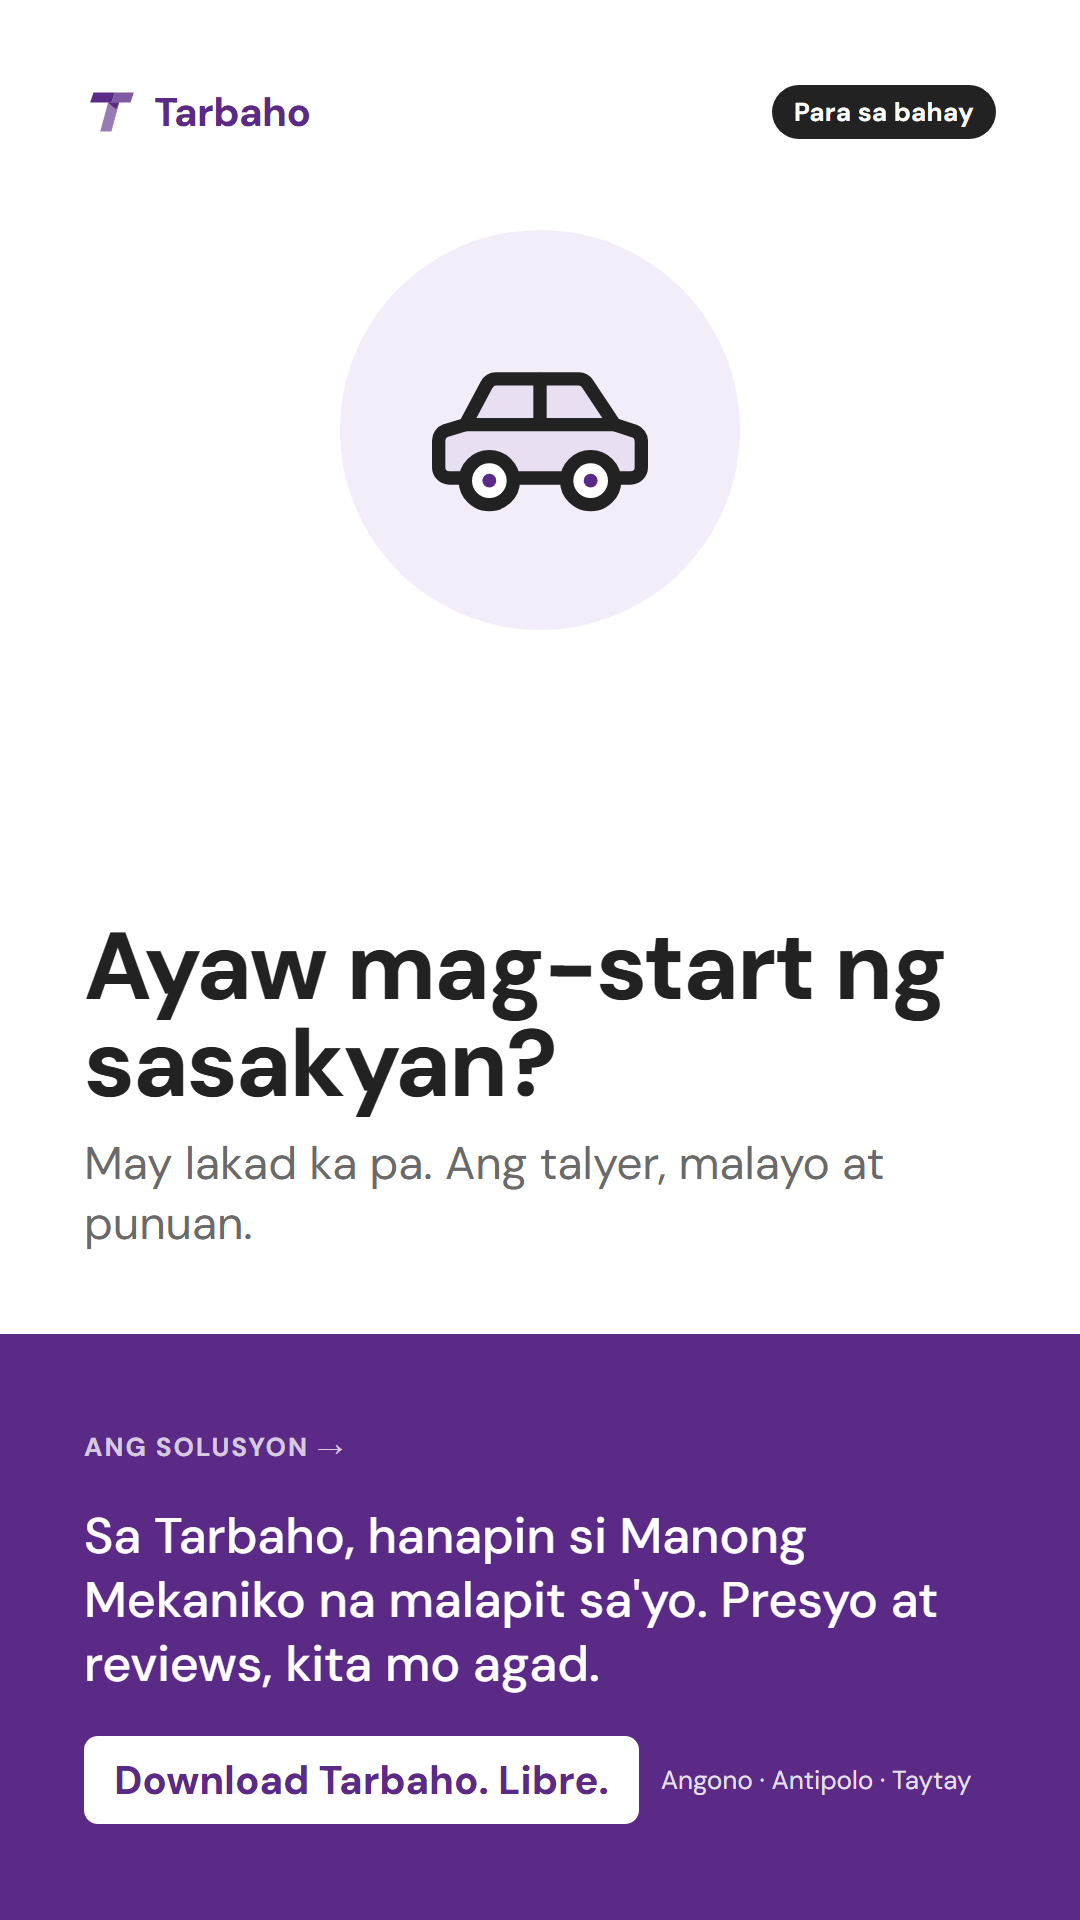 Tarbaho
Para sa bahay
Ayaw mag-start ng
sasakyan?
May lakad ka pa. Ang talyer, malayo at
punuan.
ANG SOLUSYON →
Sa Tarbaho, hanapin si Manong
Mekaniko na malapit sa'yo. Presyo at
reviews, kita mo agad.
Download Tarbaho. Libre.
Angono · Antipolo · Taytay